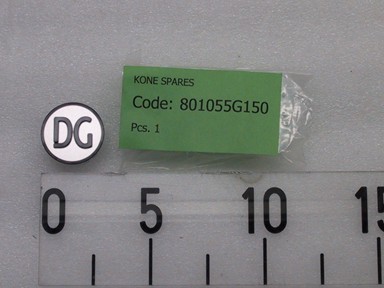 KONE SPARES
Code: 801055G150
Pcs. 1
DG
0 5 10 15